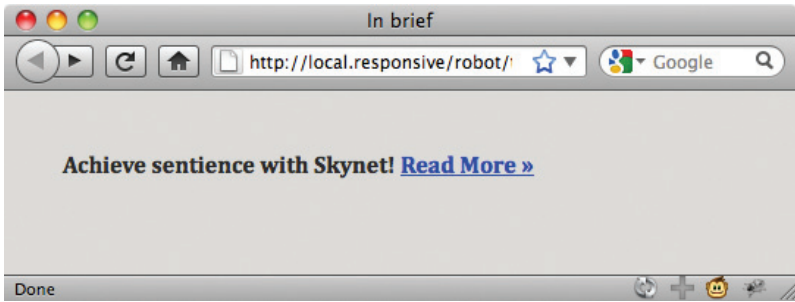 In brief
http://local.responsive/robot/
Google
Achieve sentience with Skynet! Read More »
Done